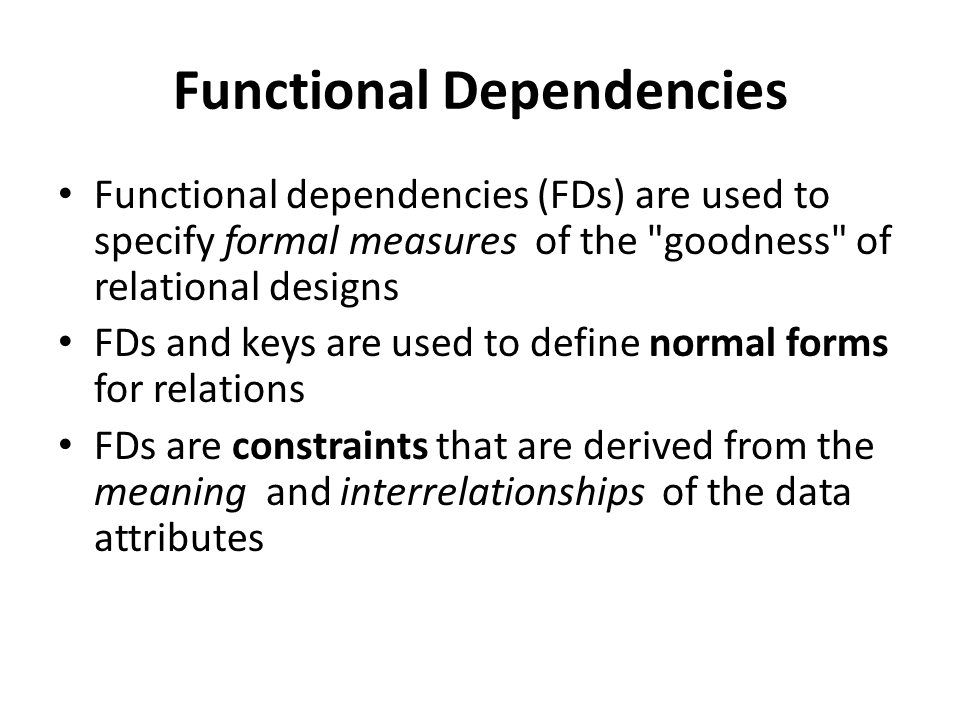 Functional Dependencies
• Functional dependencies (FDs) are used to
specify formal measures of the "goodness" of
relational designs
• FDs and keys are used to define normal forms
for relations
• FDs are constraints that are derived from the
meaning and interrelationships of the data
attributes